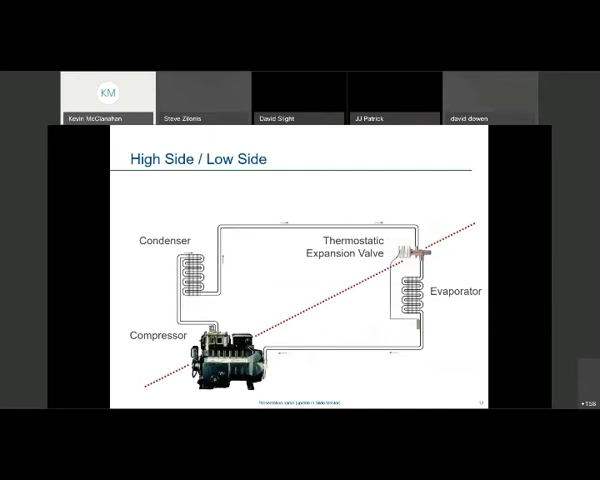 KM
Kevin McClanahan
Steve Zilonis
David Slight
JJ Patrick
david dowen
High Side / Low Side
Condenser
Thermostatic
Expansion Valve
Evaporator
Compressor
+158